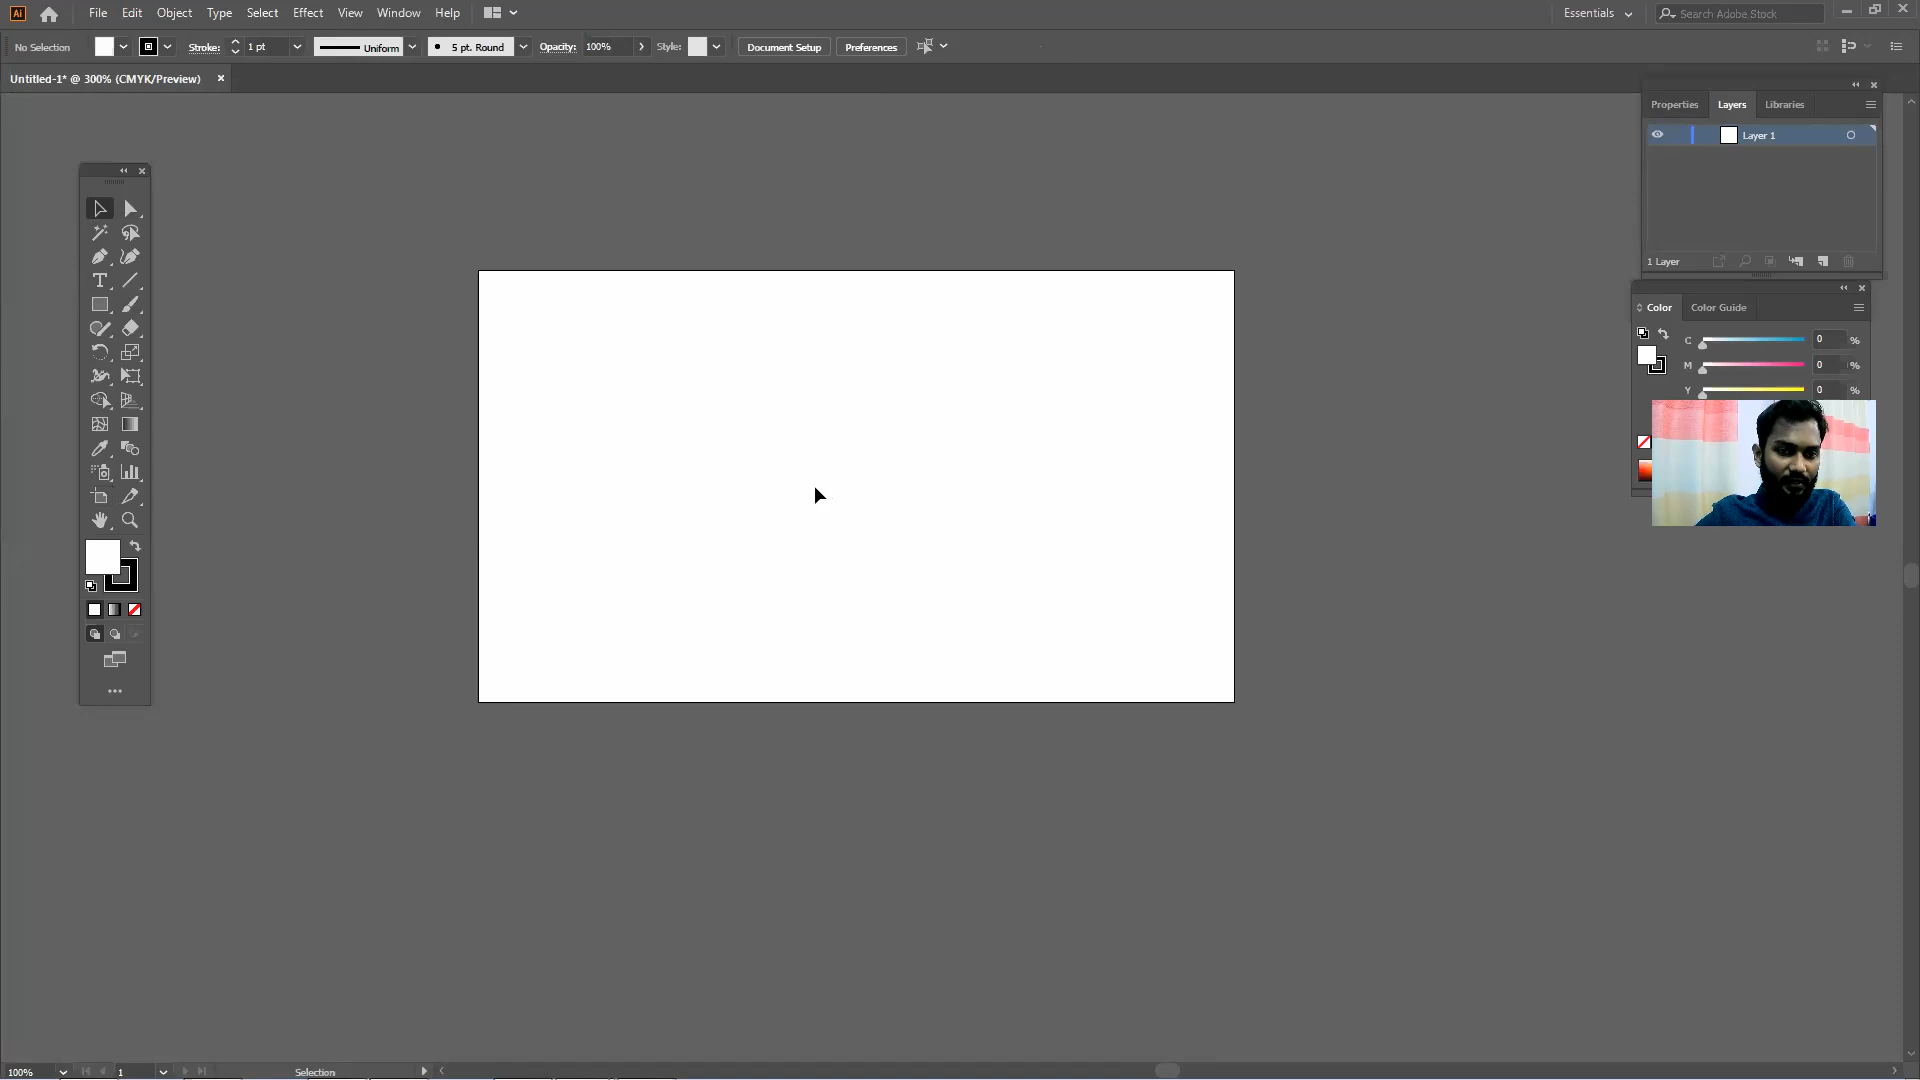 Ai File Edit Object Type Select Effect View Window Help Essentials Search Adobe Stock
No Selection Stroke: 1 pt Uniform 5 pt. Round Opacity: 100% Style: Document Setup Preferences
Untitled-1* @ 300% (CMYK/Preview)
Properties Layers Libraries
Layer 1
1 Layer
Color Color Guide
C 0 %
M 0 %
Y 0 %
100% 1 Selection